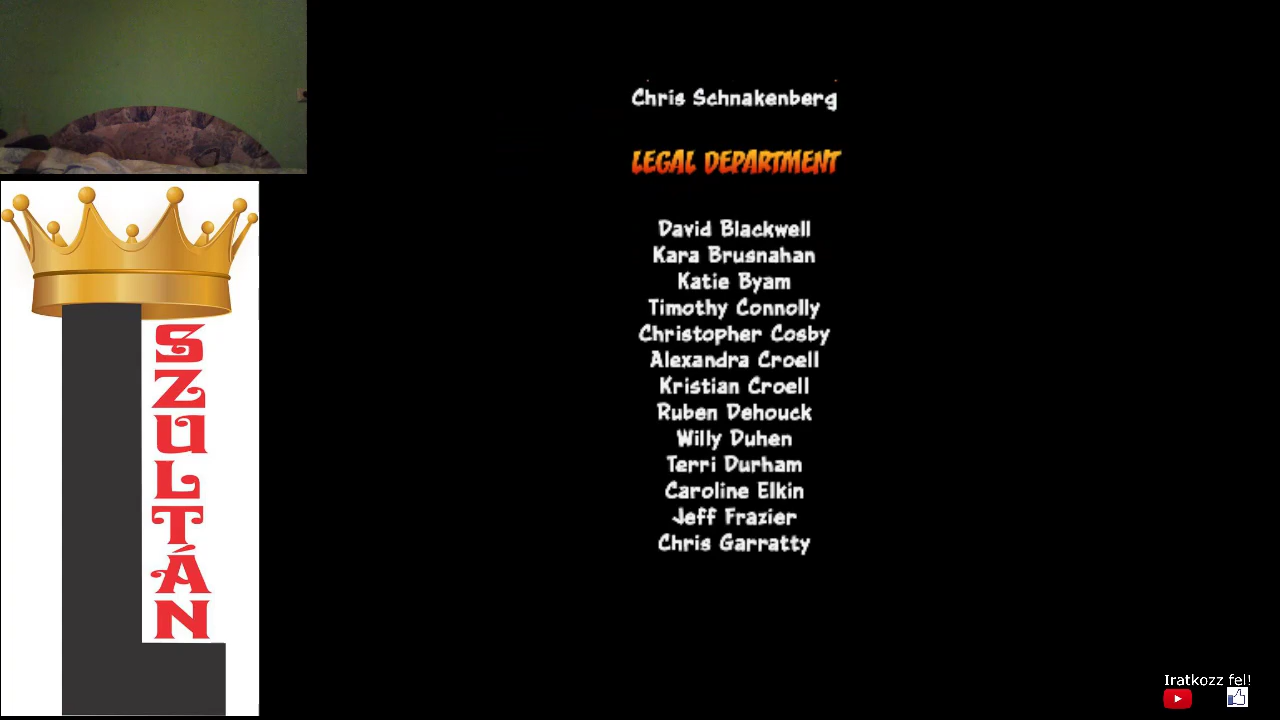 Chris Schnakenberg
LEGAL DEPARTMENT
David Blackwell
Kara Brusnahan
Katie Byam
Timothy Connolly
Christopher Cosby
Alexandra Croell
Kristian Croell
Ruben Dehouck
Willy Duhen
Terri Durham
Caroline Elkin
Jeff Frazier
Chris Garratty
L
SZULTÁN
Iratkozz fel!